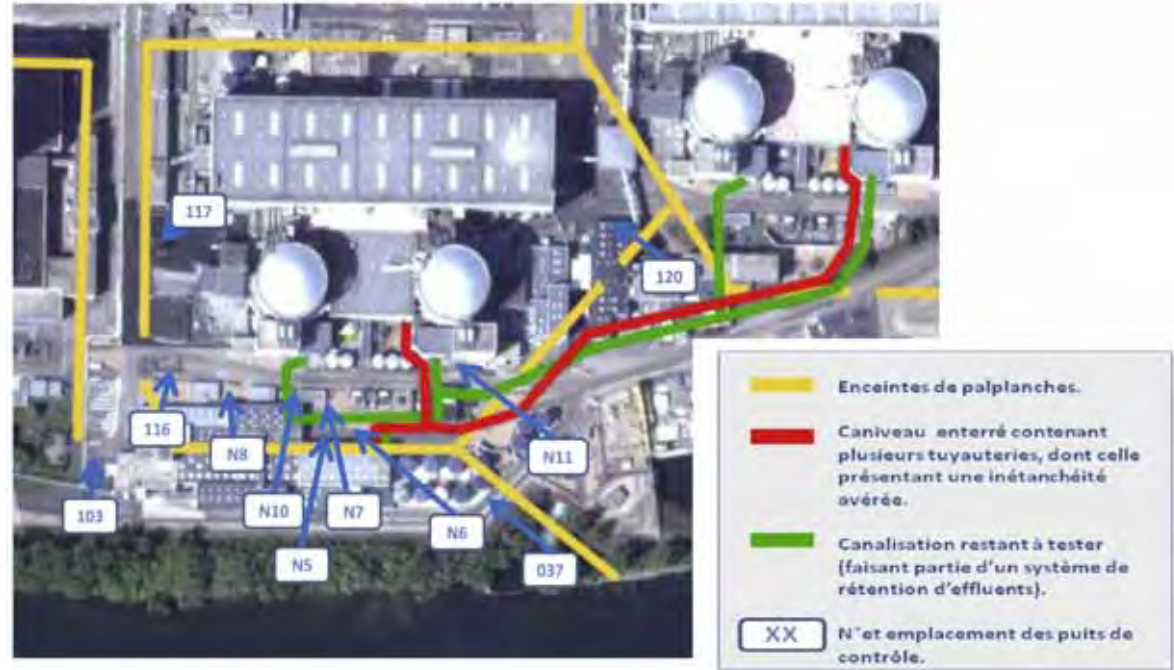 117
120
116
N8
N11
103
N10
N7
N6
N5
037
Enceintes de palplanches.
Caniveau enterré contenant
plusieurs tuyauteries, dont celle
présentant une inétanchéité
avérée.
Canalisation restant à tester
(faisant partie d'un système de
rétention d'effluents).
XX
N°et emplacement des puits de
contrôle.